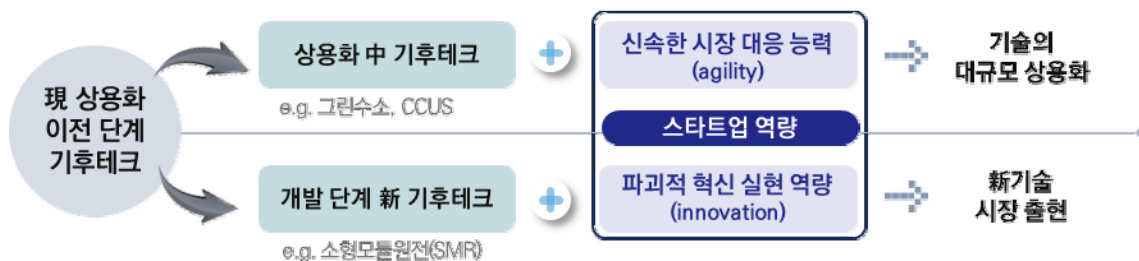 現 상용화
이전 단계
기후테크
상용화 中 기후테크
e.g. 그린수소, CCUS
신속한 시장 대응 능력
(agility)
기술의
대규모 상용화
스타트업 역량
개발 단계 新 기후테크
e.g. 소형모듈원전(SMR)
파괴적 혁신 실현 역량
(innovation)
新기술
시장 출현